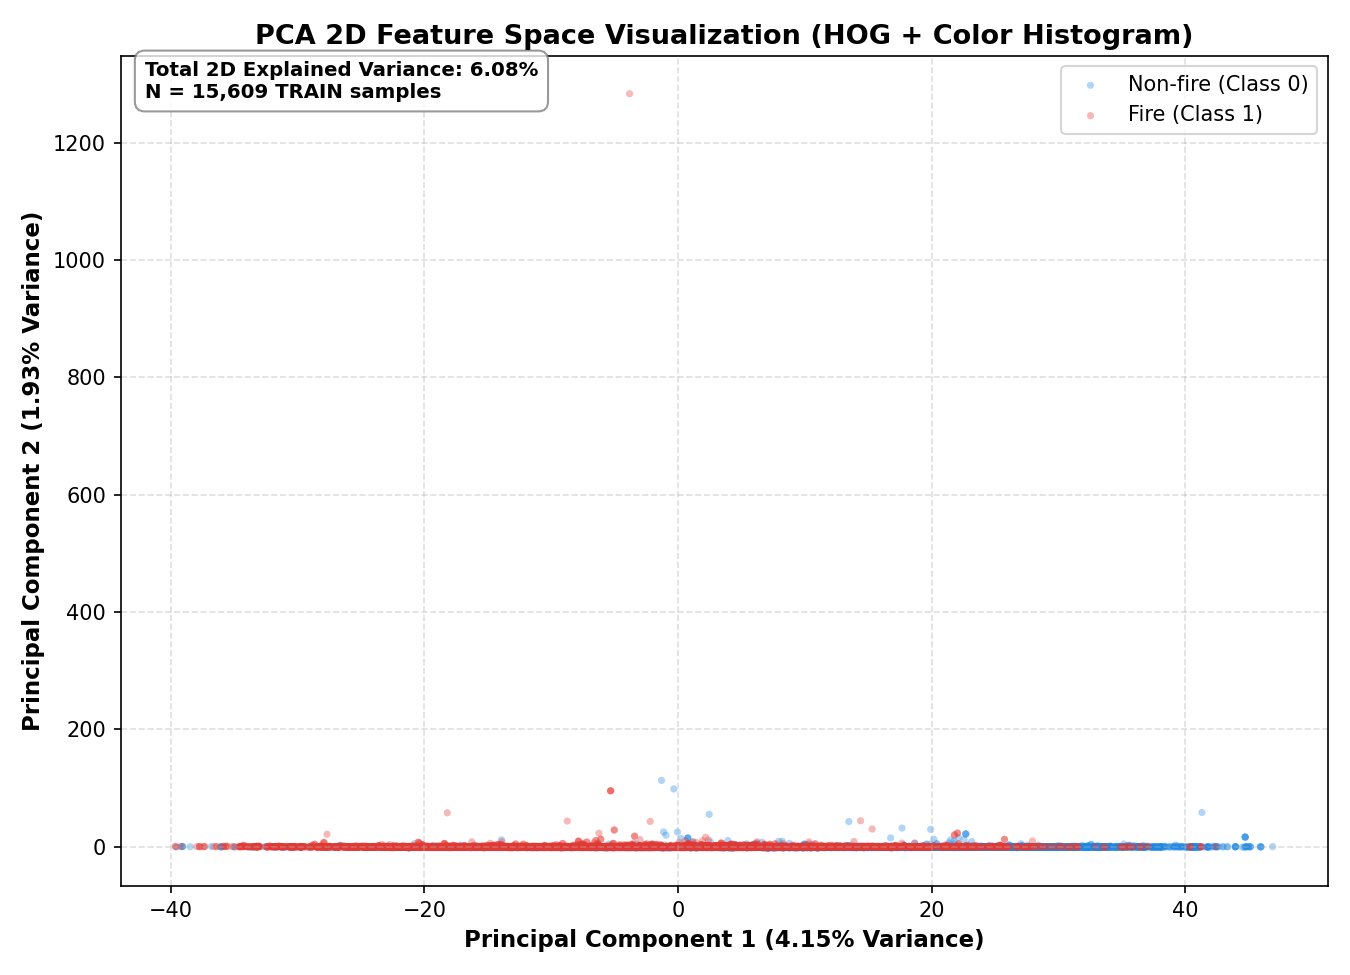 PCA 2D Feature Space Visualization (HOG + Color Histogram)
Total 2D Explained Variance: 6.08%
N = 15,609 TRAIN samples
Non-fire (Class 0)
Fire (Class 1)
Principal Component 2 (1.93% Variance)
1200
1000
800
600
400
200
0
−40
−20
0
20
40
Principal Component 1 (4.15% Variance)